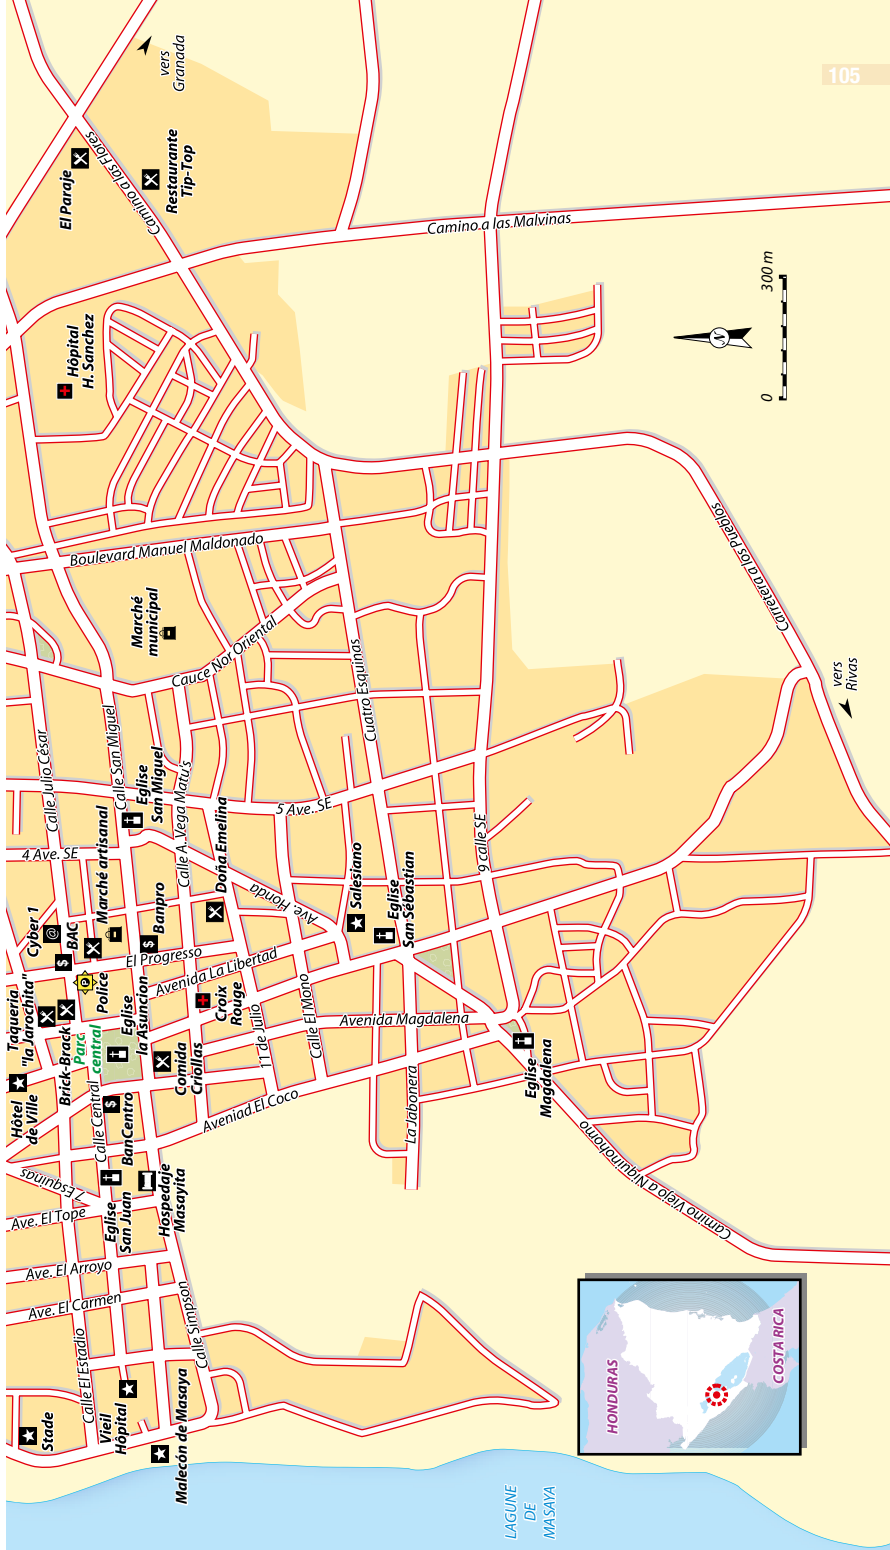 105
vers
Granada
El Paraje
Camino a las Flores
Restaurante
Tip-Top
Camino a las Malvinas
Hôpital
H. Sanchez
0
300 m
N
Boulevard Manuel Maldonado
Marché
municipal
Cauce Nor Oriental
Cuatro Esquinas
Carretera a los Pueblos
vers
Rivas
Calle Julio César
Calle San Miguel
Eglise
San Miguel
Calle A. Vega Matu's
5 Ave. SE
4 Ave. SE
9 calle SE
Doña Emelina
Ave. Honda
Salesiano
Eglise
San Sébastian
Marché artisanal
Banpro
Cyber 1
@
BAC
$
El Progresso
Avenida La Libertad
Police
Taqueria
"la Jarochita"
Brick-Brack
Parc
central
Eglise
la Asuncion
Croix
Rouge
11 de Julio
Calle El Mono
Avenida Magdalena
Hôtel
de Ville
Calle Central
Comida
Criollas
BanCentro
$
Aveniad El Coco
La Jabonera
Eglise
Magdalena
Camino Viejo a Niquinohomo
7 Esquinas
Ave. El Tope
Eglise
San Juan
Hospedaje
Masayita
Ave. El Arroyo
Ave. El Carmen
Calle Simpson
Calle El Estadio
Stade
Vieil
Hôpital
Malecón de Masaya
LAGUNE
DE
MASAYA
HONDURAS
COSTA RICA